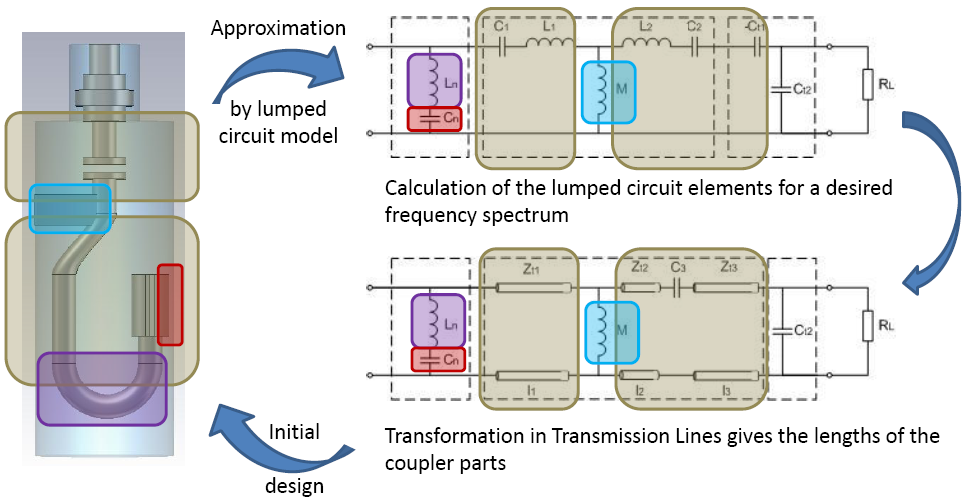 Approximation
by lumped
circuit model
C1 L1 L2 C2 Ct1
Ln
Cn
M
Ct2
RL
Calculation of the lumped circuit elements for a desired
frequency spectrum
Zt1 Zt2 C3 Zt3
Ln
Cn
M
Ct2
RL
l1 l2 l3
Transformation in Transmission Lines gives the lengths of the
coupler parts
Initial
design